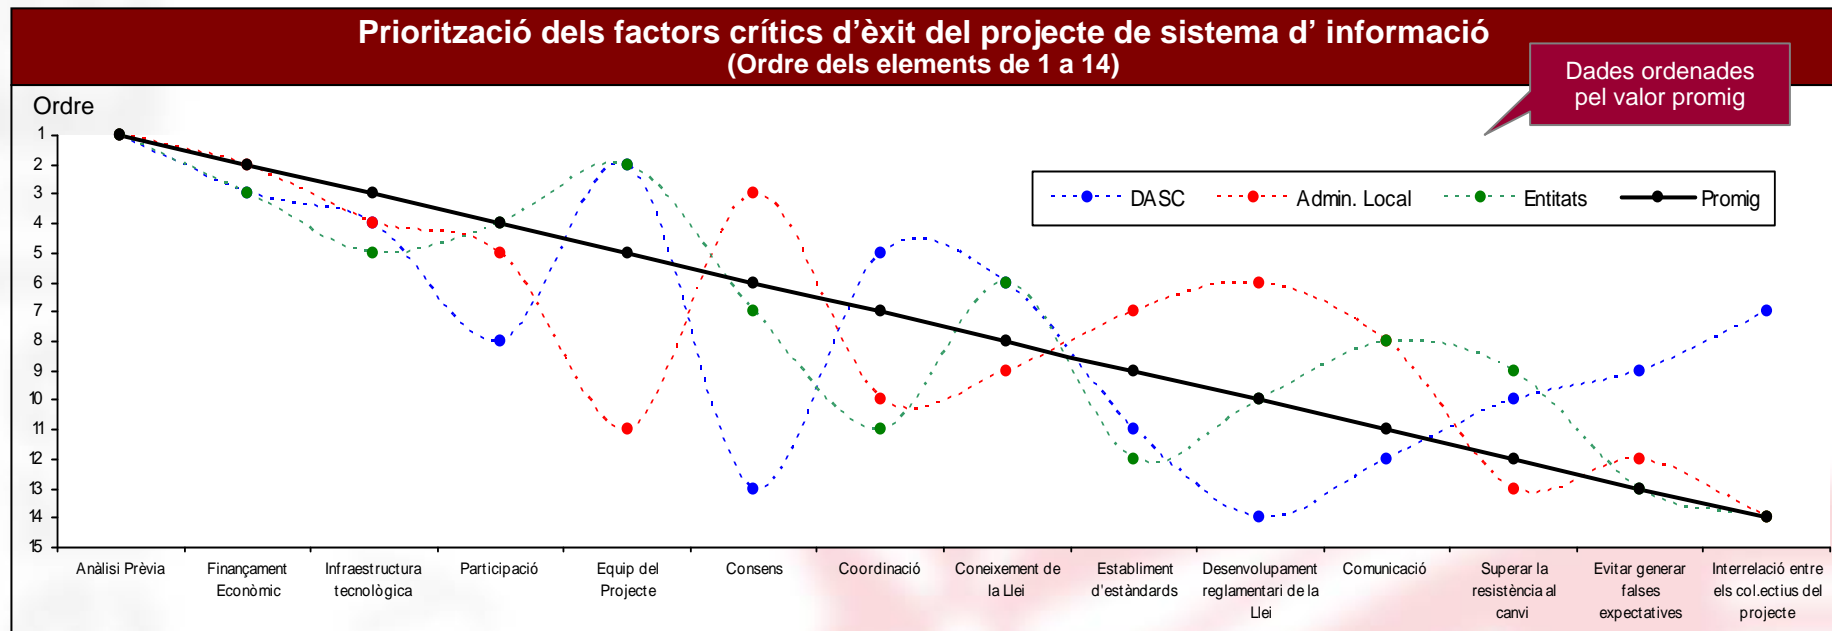 Priorització dels factors crítics d'èxit del projecte de sistema d' informació
(Ordre dels elements de 1 a 14)
Dades ordenades
pel valor promig
Ordre
1
2
3
4
5
6
7
8
9
10
11
12
13
14
15
DASC
Admin. Local
Entitats
Promig
Anàlisi Prèvia
Finançament
Econòmic
Infraestructura
tecnològica
Participació
Equip del
Projecte
Consens
Coordinació
Coneixement de
la Llei
Establiment
d'estàndards
Desenvolupament
reglamentari de la
Llei
Comunicació
Superar la
resistència al
canvi
Evitar generar
falses
expectatives
Interrelació entre
els col.ectius del
projecte